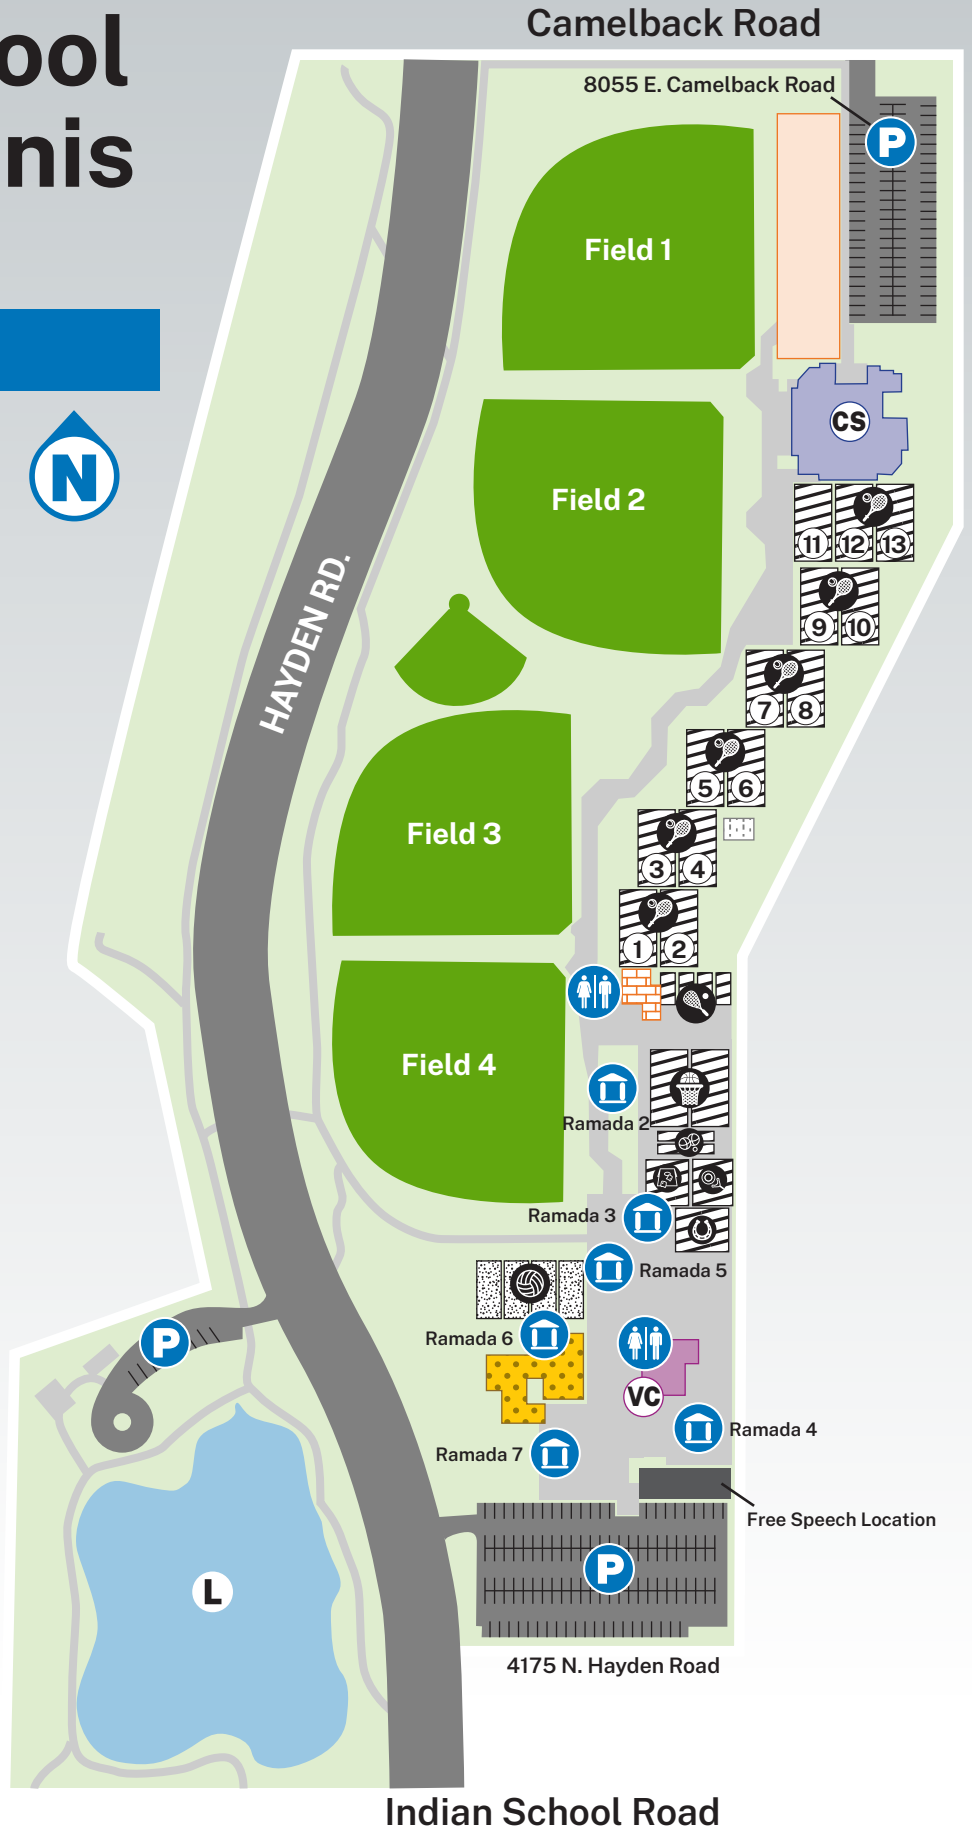 ool
nis
Camelback Road
8055 E. Camelback Road
P
Field 1
N
CS
Field 2
11 12 13
HAYDEN RD.
9 10
7 8
5 6
Field 3
3 4
1 2
Field 4
Ramada 2
Ramada 3
Ramada 5
Ramada 6
P
VC
Ramada 4
Ramada 7
Free Speech Location
P
L
4175 N. Hayden Road
Indian School Road